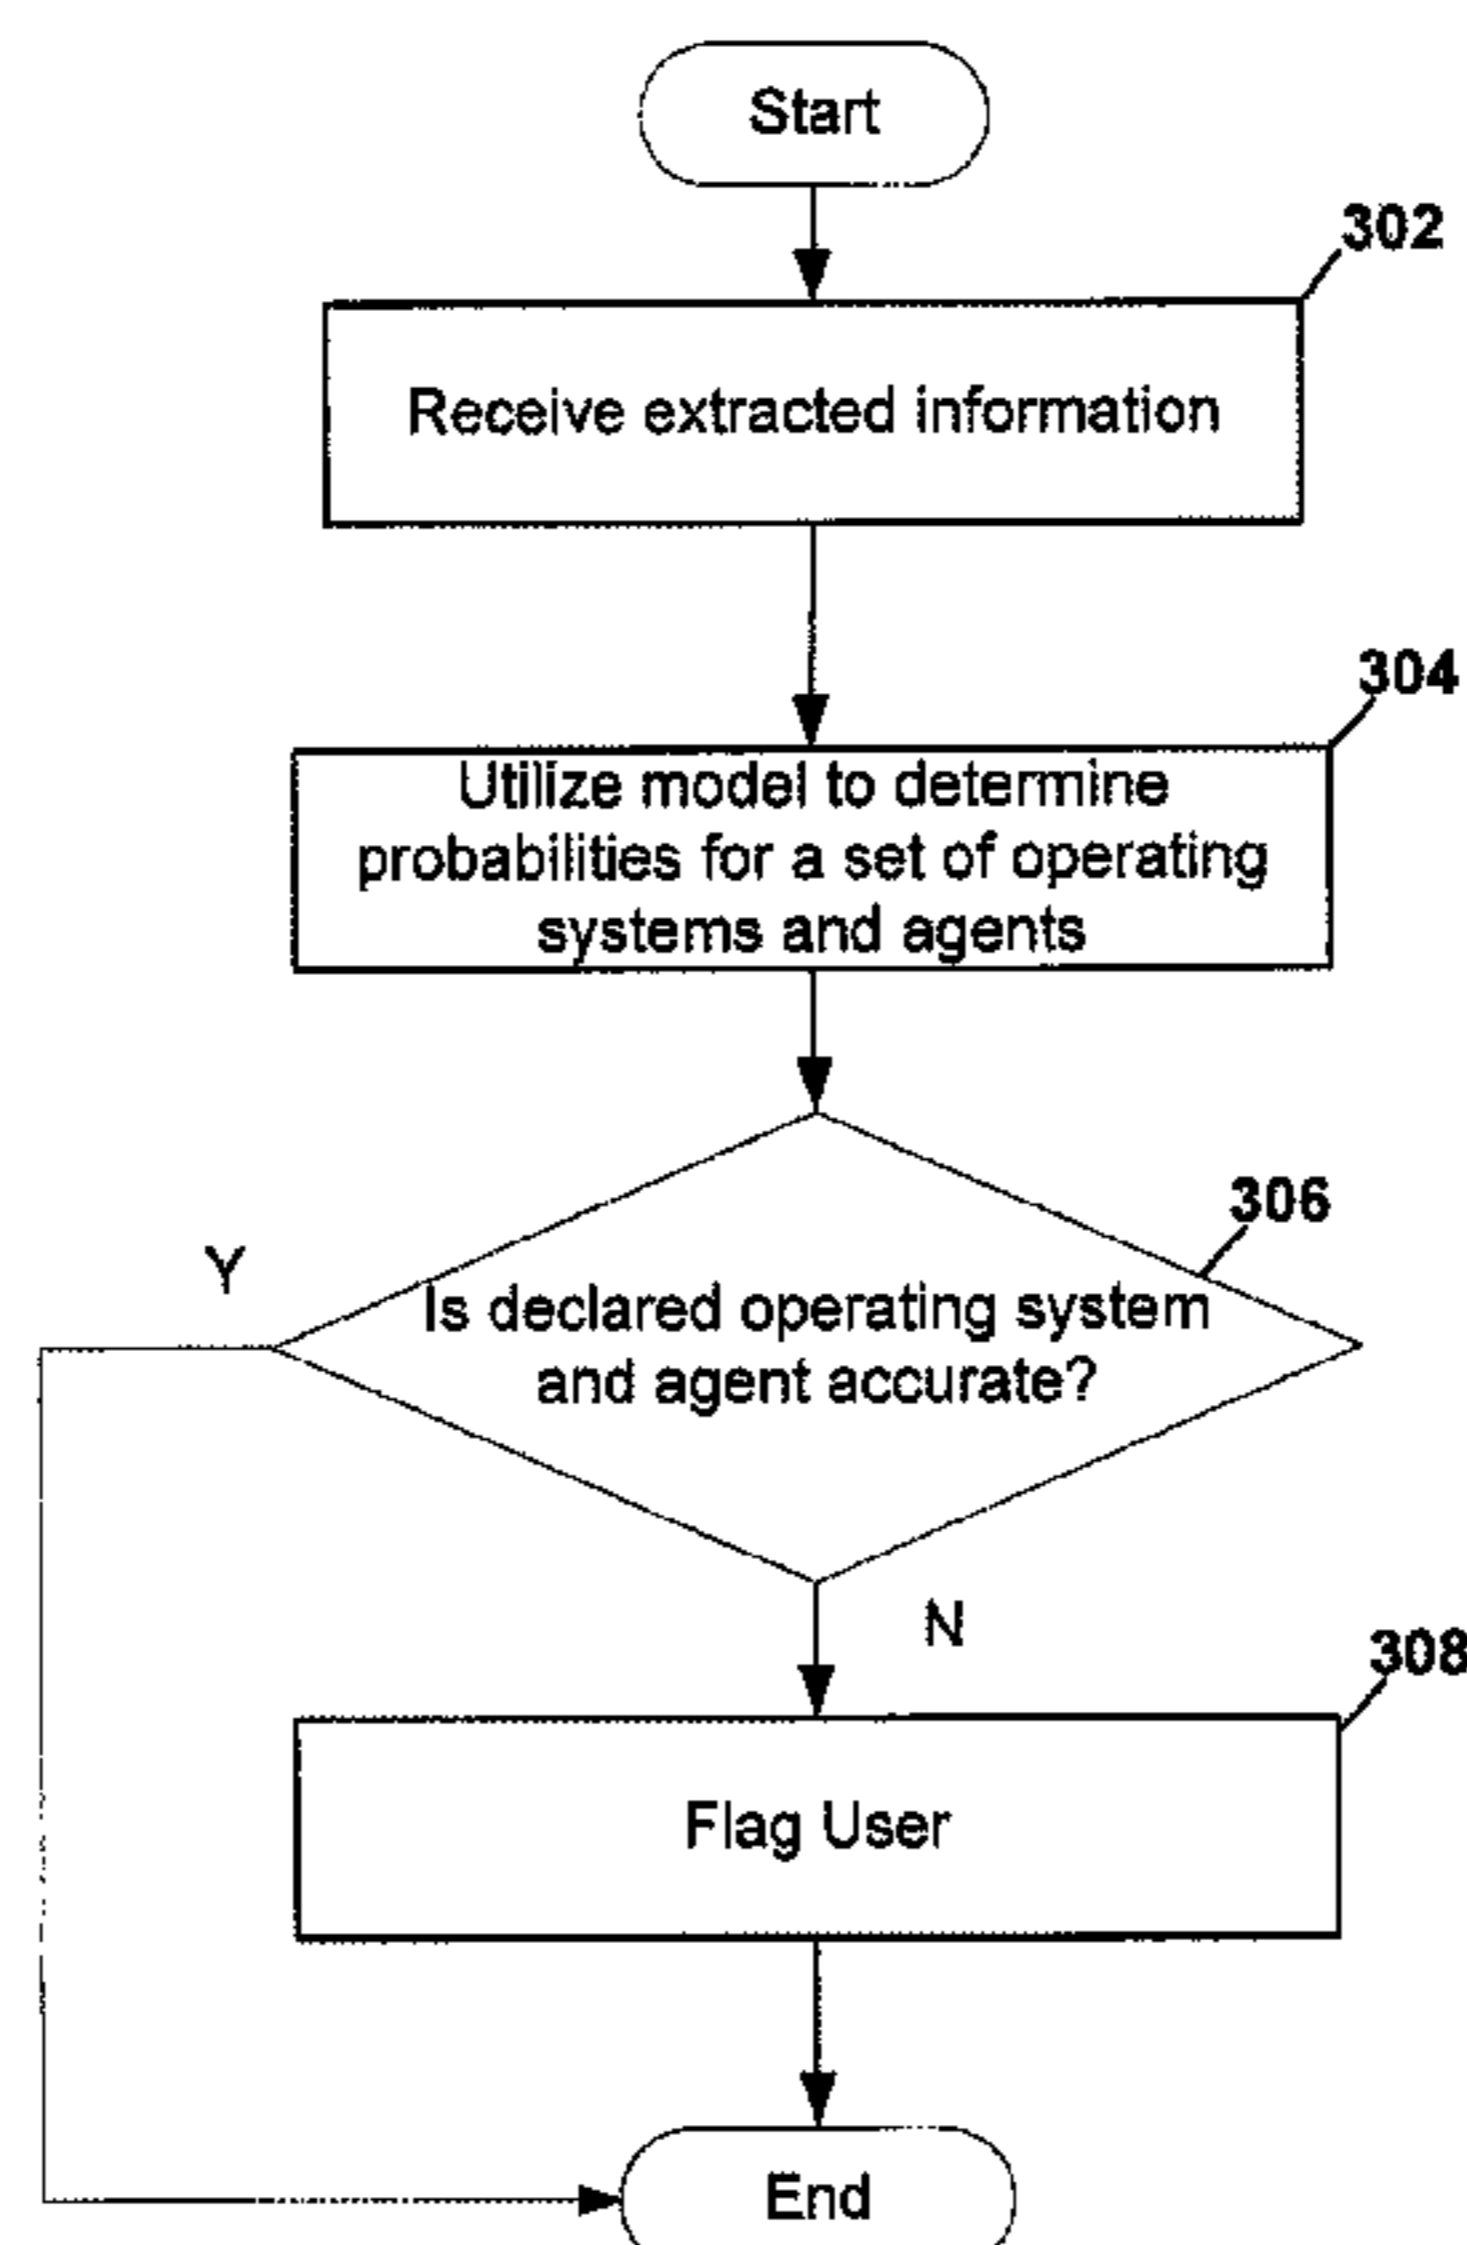 Start
302
Receive extracted information
304
Utilize model to determine
probabilities for a set of operating
systems and agents
306
Y
Is declared operating system
and agent accurate?
N
308
Flag User
End